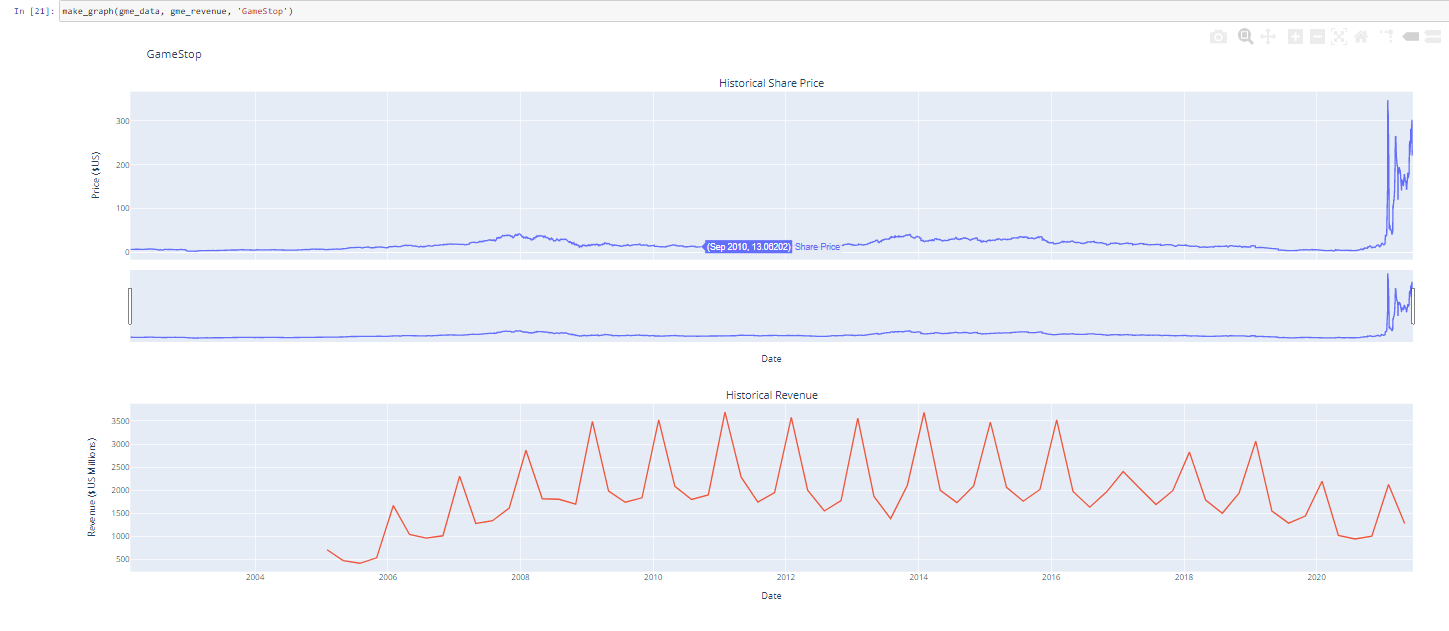 In [21]: make_graph(gme_data, gme_revenue, 'GameStop')
GameStop
Historical Share Price
300
200
100
0
Price ($US)
(Sep 2010, 13.06202) Share Price
Date
Historical Revenue
3500
3000
2500
2000
1500
1000
500
Revenue ($US Millions)
2004 2006 2008 2010 2012 2014 2016 2018 2020
Date